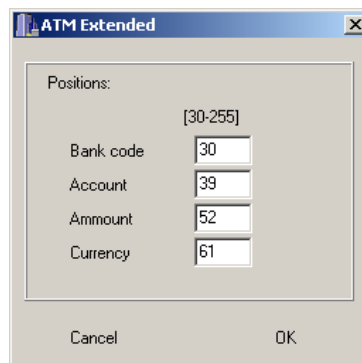 ATM Extended
Positions:
[30-255]
Bank code 30
Account 39
Ammount 52
Currency 61
Cancel OK